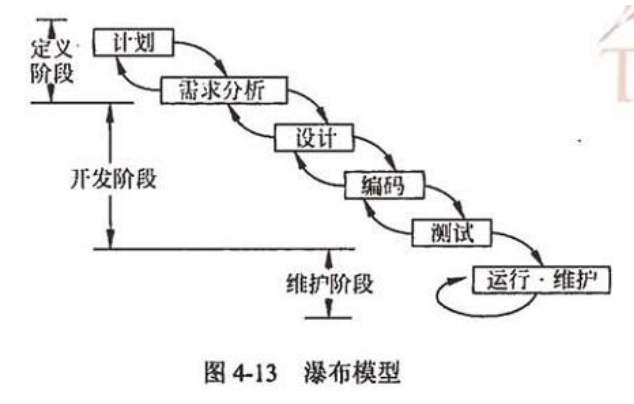 定义
阶段
计划
需求分析
设计
开发阶段
编码
测试
维护阶段
运行·维护
图 4-13 瀑布模型